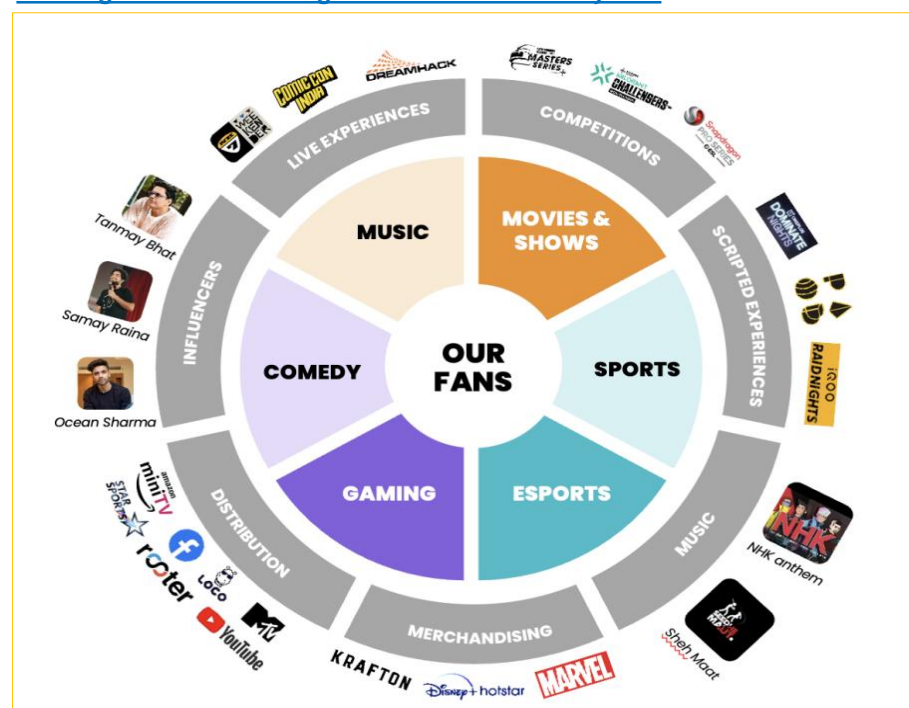 DREAMHACK
COMIC CON
INDIA
MASTERS
SERIES
VALORANT
CHALLENGERS
Snapdragon
PRO SERIES
LIVE EXPERIENCES
COMPETITIONS
Tanmay Bhat
Samay Raina
Ocean Sharma
INFLUENCERS
MUSIC
MOVIES &
SHOWS
COMEDY
OUR
FANS
SPORTS
GAMING
ESPORTS
SCRIPTED EXPERIENCES
DOMINATE
NIGHTS
iQOO
RAIDNIGHTS
DISTRIBUTION
amazon
miniTV
STAR
SPORTS
rooter
LOCO
YouTube
MTV
MERCHANDISING
KRAFTON
Disney+ hotstar
MARVEL
MUSIC
NHK
NHK anthem
Sheh Maat